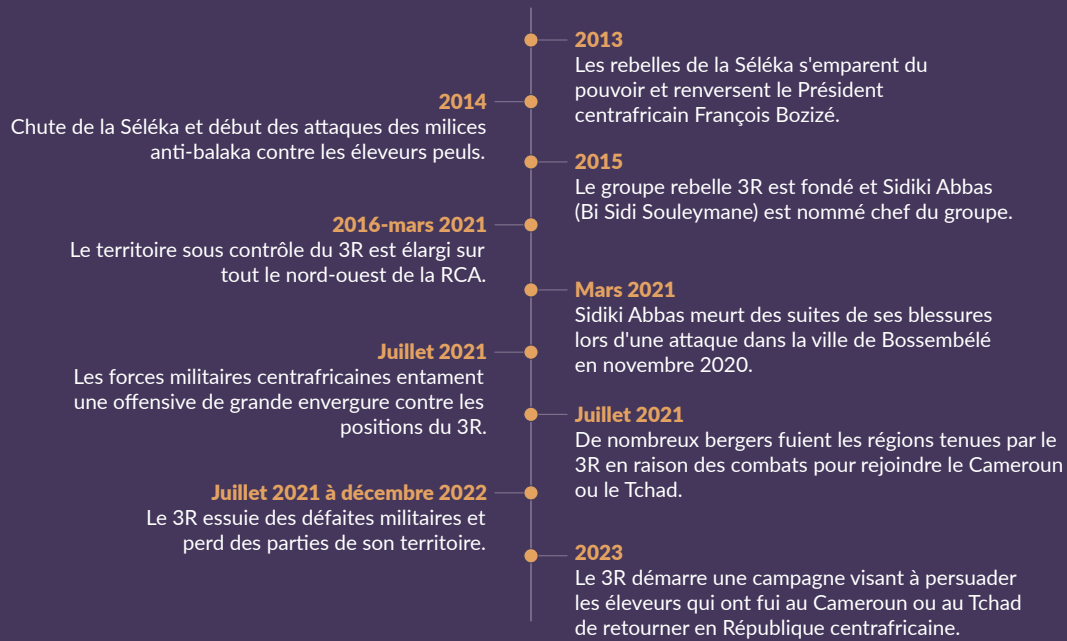 2013
Les rebelles de la Séléka s'emparent du
pouvoir et renversent le Président
centrafricain François Bozizé.
2014
Chute de la Séléka et début des attaques des milices
anti-balaka contre les éleveurs peuls.
2015
Le groupe rebelle 3R est fondé et Sidiki Abbas
(Bi Sidi Souleymane) est nommé chef du groupe.
2016-mars 2021
Le territoire sous contrôle du 3R est élargi sur
tout le nord-ouest de la RCA.
Mars 2021
Sidiki Abbas meurt des suites de ses blessures
lors d'une attaque dans la ville de Bossembélé
en novembre 2020.
Juillet 2021
Les forces militaires centrafricaines entament
une offensive de grande envergure contre les
positions du 3R.
Juillet 2021
De nombreux bergers fuient les régions tenues par le
3R en raison des combats pour rejoindre le Cameroun
ou le Tchad.
Juillet 2021 à décembre 2022
Le 3R essuie des défaites militaires et
perd des parties de son territoire.
2023
Le 3R démarre une campagne visant à persuader
les éleveurs qui ont fui au Cameroun ou au Tchad
de retourner en République centrafricaine.